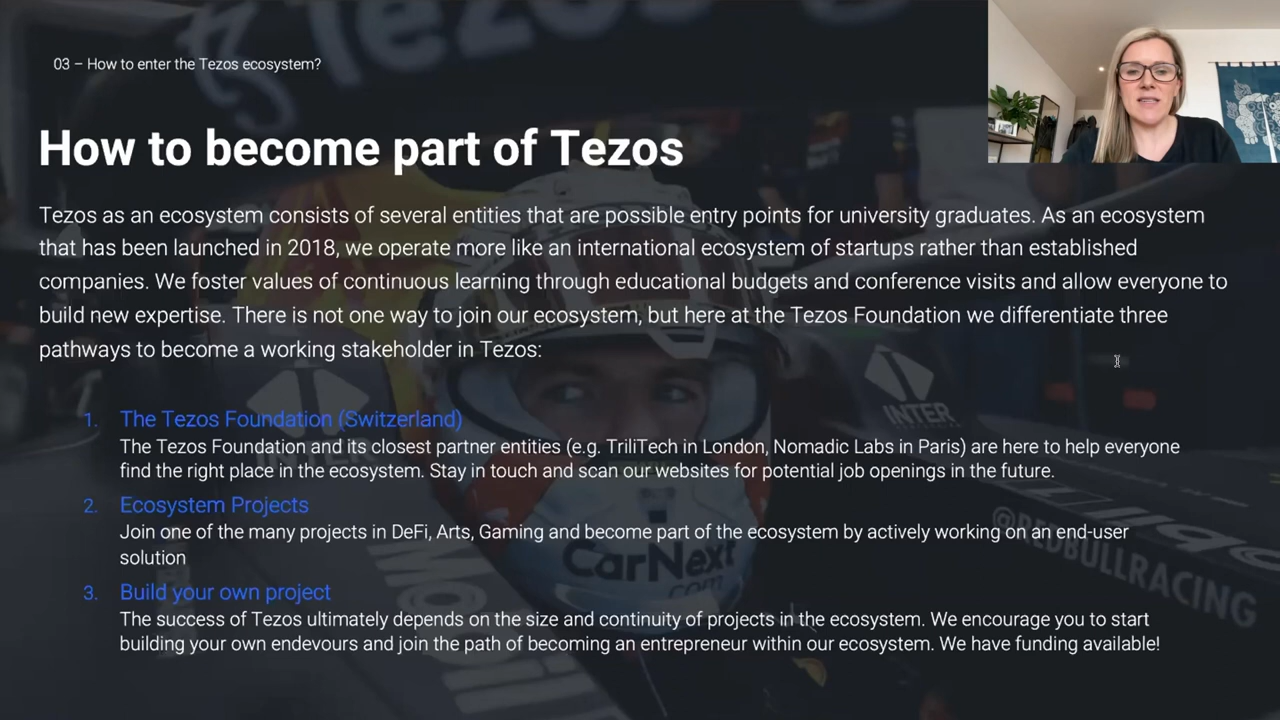 Tezos
03 – How to enter the Tezos ecosystem?
How to become part of Tezos
Tezos as an ecosystem consists of several entities that are possible entry points for university graduates. As an ecosystem
that has been launched in 2018, we operate more like an international ecosystem of startups rather than established
companies. We foster values of continuous learning through educational budgets and conference visits and allow everyone to
build new expertise. There is not one way to join our ecosystem, but here at the Tezos Foundation we differentiate three
pathways to become a working stakeholder in Tezos:
INTER
1. The Tezos Foundation (Switzerland)
The Tezos Foundation and its closest partner entities (e.g. TriliTech in London, Nomadic Labs in Paris) are here to help everyone
find the right place in the ecosystem. Stay in touch and scan our websites for potential job openings in the future.
2. Ecosystem Projects
Join one of the many projects in DeFi, Arts, Gaming and become part of the ecosystem by actively working on an end-user
solution
@REDBULLRACING
CarNext
.com
3. Build your own project
The success of Tezos ultimately depends on the size and continuity of projects in the ecosystem. We encourage you to start
building your own endevours and join the path of becoming an entrepreneur within our ecosystem. We have funding available!